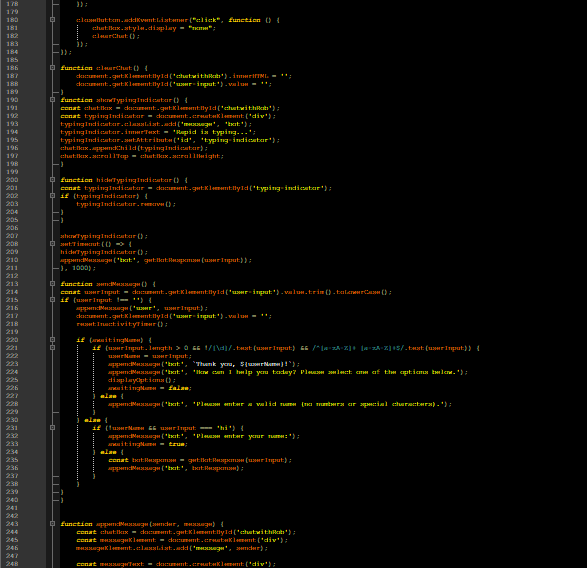 178 });
179
180 closeButton.addEventListener("click", function () {
181 chatBox.style.display = "none";
182 clearChat();
183 });
184 });
185
186 function clearChat() {
187 document.getElementById('chatwithRob').innerHTML = '';
188 document.getElementById('user-input').value = '';
189 }
190 function showTypingIndicator() {
191 const chatBox = document.getElementById('chatwithRob');
192 const typingIndicator = document.createElement('div');
193 typingIndicator.classList.add('message', 'bot');
194 typingIndicator.innerText = 'Rapid is typing...';
195 typingIndicator.setAttribute('id', 'typing-indicator');
196 chatBox.appendChild(typingIndicator);
197 chatBox.scrollTop = chatBox.scrollHeight;
198 }
199
200 function hideTypingIndicator() {
201 const typingIndicator = document.getElementById('typing-indicator');
202 if (typingIndicator) {
203 typingIndicator.remove();
204 }
205 }
206
207 showTypingIndicator();
208 setTimeout(() => {
209 hideTypingIndicator();
210 appendMessage('bot', getBotResponse(userInput));
211 }, 1000);
212
213 function sendMessage() {
214 const userInput = document.getElementById('user-input').value.trim().toLowerCase();
215 if (userInput !== '') {
216 appendMessage('user', userInput);
217 document.getElementById('user-input').value = '';
218 resetInactivityTimer();
219
220 if (awaitingName) {
221 if (userInput.length > 0 && !/[\d]/.test(userInput) && /^[a-zA-Z]+ [a-zA-Z]+$/.test(userInput)) {
222 userName = userInput;
223 appendMessage('bot', `Thank you, ${userName}!`);
224 appendMessage('bot', 'How can I help you today? Please select one of the options below.');
225 displayOptions();
226 awaitingName = false;
227 } else {
228 appendMessage('bot', 'Please enter a valid name (no numbers or special characters).');
229 }
230 } else {
231 if (!userName && userInput === 'hi') {
232 appendMessage('bot', 'Please enter your name:');
233 awaitingName = true;
234 } else {
235 const botResponse = getBotResponse(userInput);
236 appendMessage('bot', botResponse);
237 }
238 }
239 }
240 }
241
242
243 function appendMessage(sender, message) {
244 const chatBox = document.getElementById('chatwithRob');
245 const messageElement = document.createElement('div');
246 messageElement.classList.add('message', sender);
247
248 const messageText = document.createElement('div');